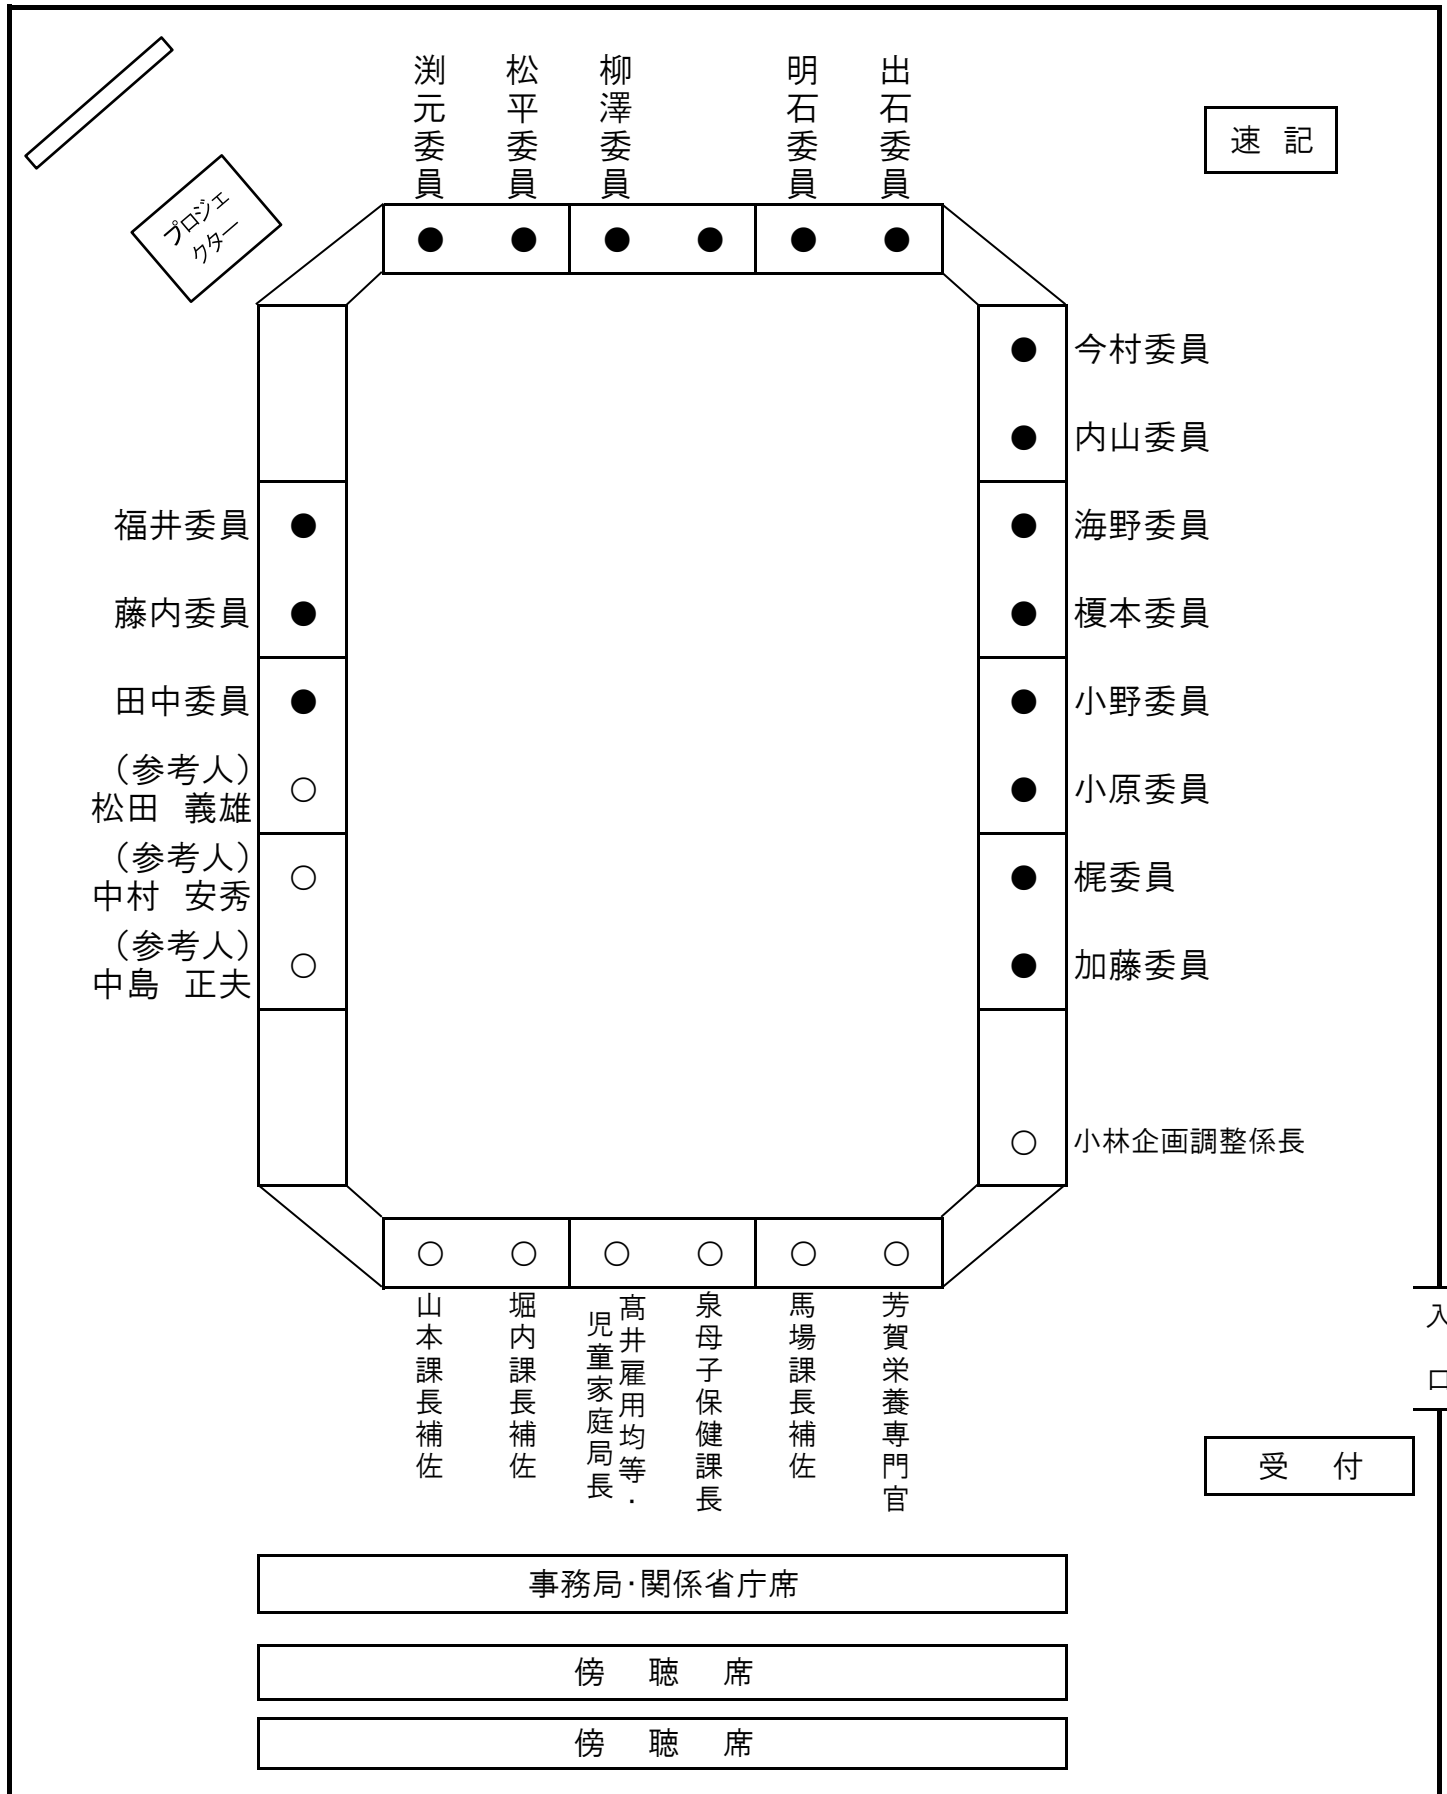 渕元委員
松平委員
柳澤委員
明石委員
出石委員
速 記
プロジェ
クター
今村委員
内山委員
福井委員
海野委員
藤内委員
榎本委員
田中委員
小野委員
（参考人）
松田 義雄
小原委員
（参考人）
中村 安秀
梶委員
（参考人）
中島 正夫
加藤委員
小林企画調整係長
山本課長補佐
堀内課長補佐
髙井雇用均等・
児童家庭局長
泉母子保健課長
馬場課長補佐
芳賀栄養専門官
入 口
受 付
事務局・関係省庁席
傍 聴 席
傍 聴 席